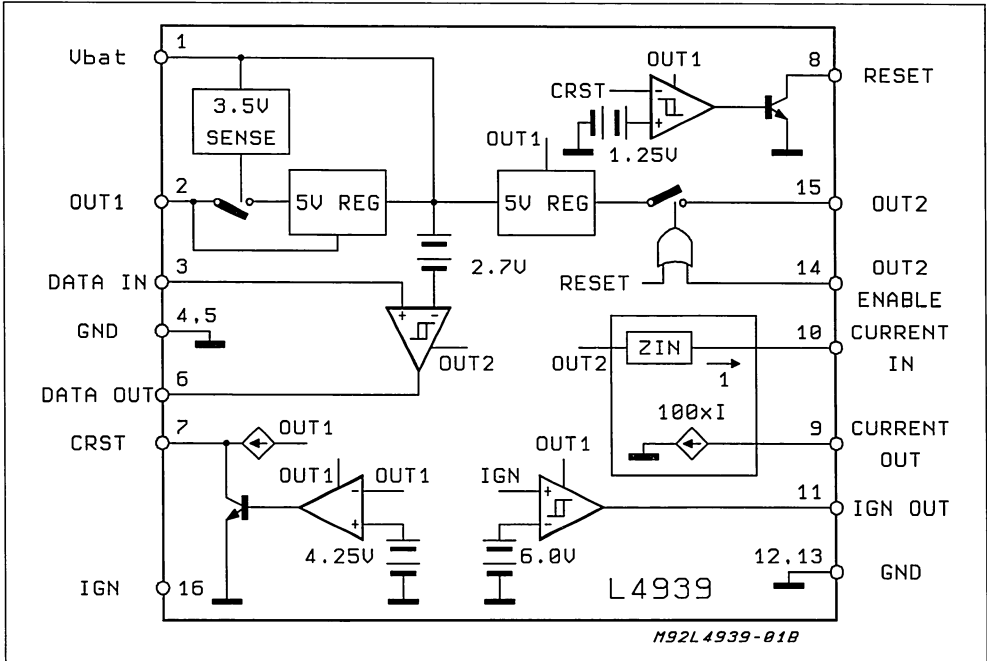 Vbat
1
3.5V
SENSE
OUT1
CRST
-
+
1.25V
8
RESET
OUT1
2
5V REG
OUT1
5V REG
15
OUT2
2.7V
DATA IN
3
+
-
RESET
14
OUT2
ENABLE
GND
4,5
OUT2
OUT2
ZIN
1
10
CURRENT
IN
DATA OUT
6
100xI
9
CURRENT
OUT
CRST
7
OUT1
OUT1
-
OUT1
+
4.25V
OUT1
IGN
+
-
6.0V
11
IGN OUT
12,13
GND
IGN
16
L4939
M92L4939-01B